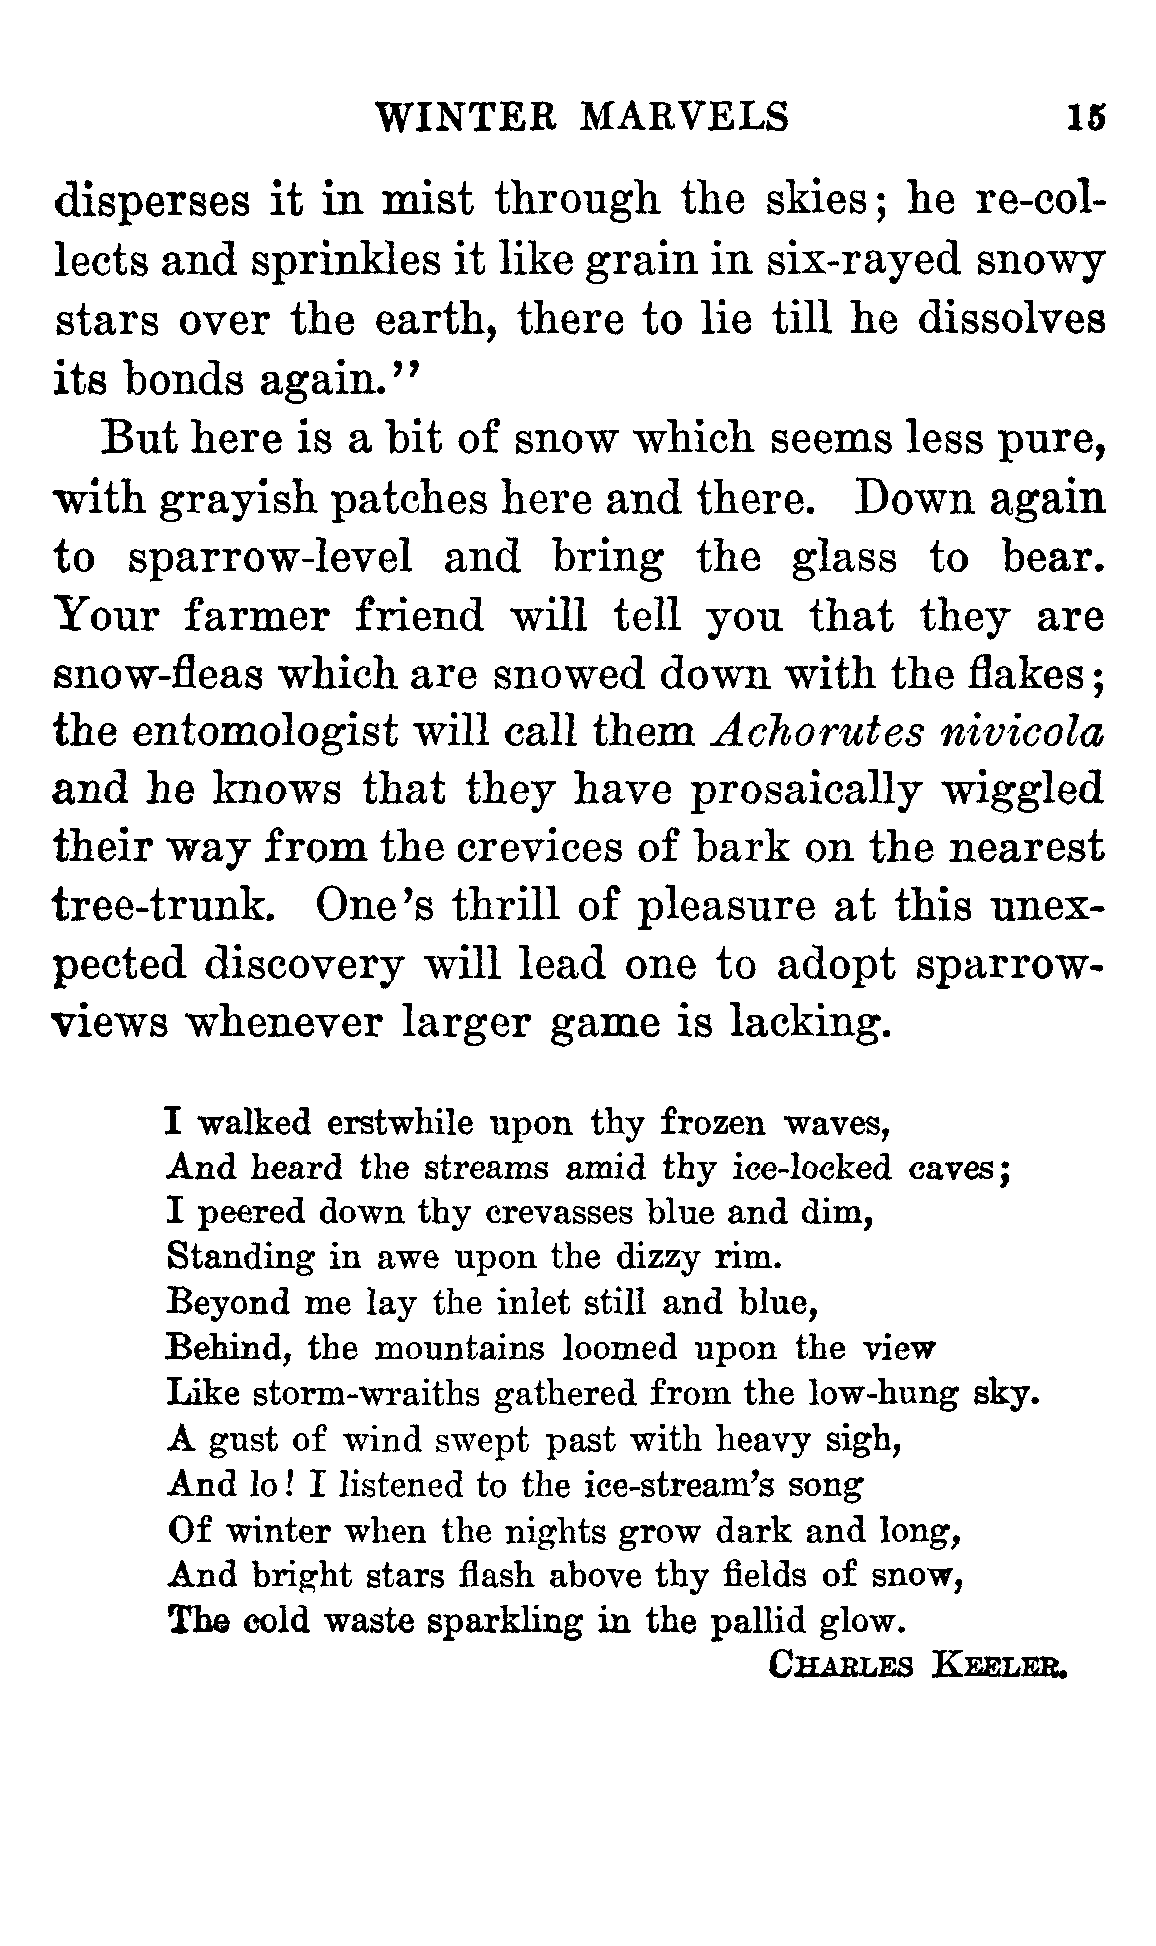 WINTER MARVELS 15
disperses it in mist through the skies; he re-col-
lects and sprinkles it like grain in six-rayed snowy
stars over the earth, there to lie till he dissolves
its bonds again.”
But here is a bit of snow which seems less pure,
with grayish patches here and there. Down again
to sparrow-level and bring the glass to bear.
Your farmer friend will tell you that they are
snow-fleas which are snowed down with the flakes;
the entomologist will call them Achorutes nivicola
and he knows that they have prosaically wiggled
their way from the crevices of bark on the nearest
tree-trunk. One’s thrill of pleasure at this unex-
pected discovery will lead one to adopt sparrow-
views whenever larger game is lacking.
I walked erstwhile upon thy frozen waves,
And heard the streams amid thy ice-locked caves;
I peered down thy crevasses blue and dim,
Standing in awe upon the dizzy rim.
Beyond me lay the inlet still and blue,
Behind, the mountains loomed upon the view
Like storm-wraiths gathered from the low-hung sky.
A gust of wind swept past with heavy sigh,
And lo! I listened to the ice-stream’s song
Of winter when the nights grow dark and long,
And bright stars flash above thy fields of snow,
The cold waste sparkling in the pallid glow.
CHARLES KEELER.